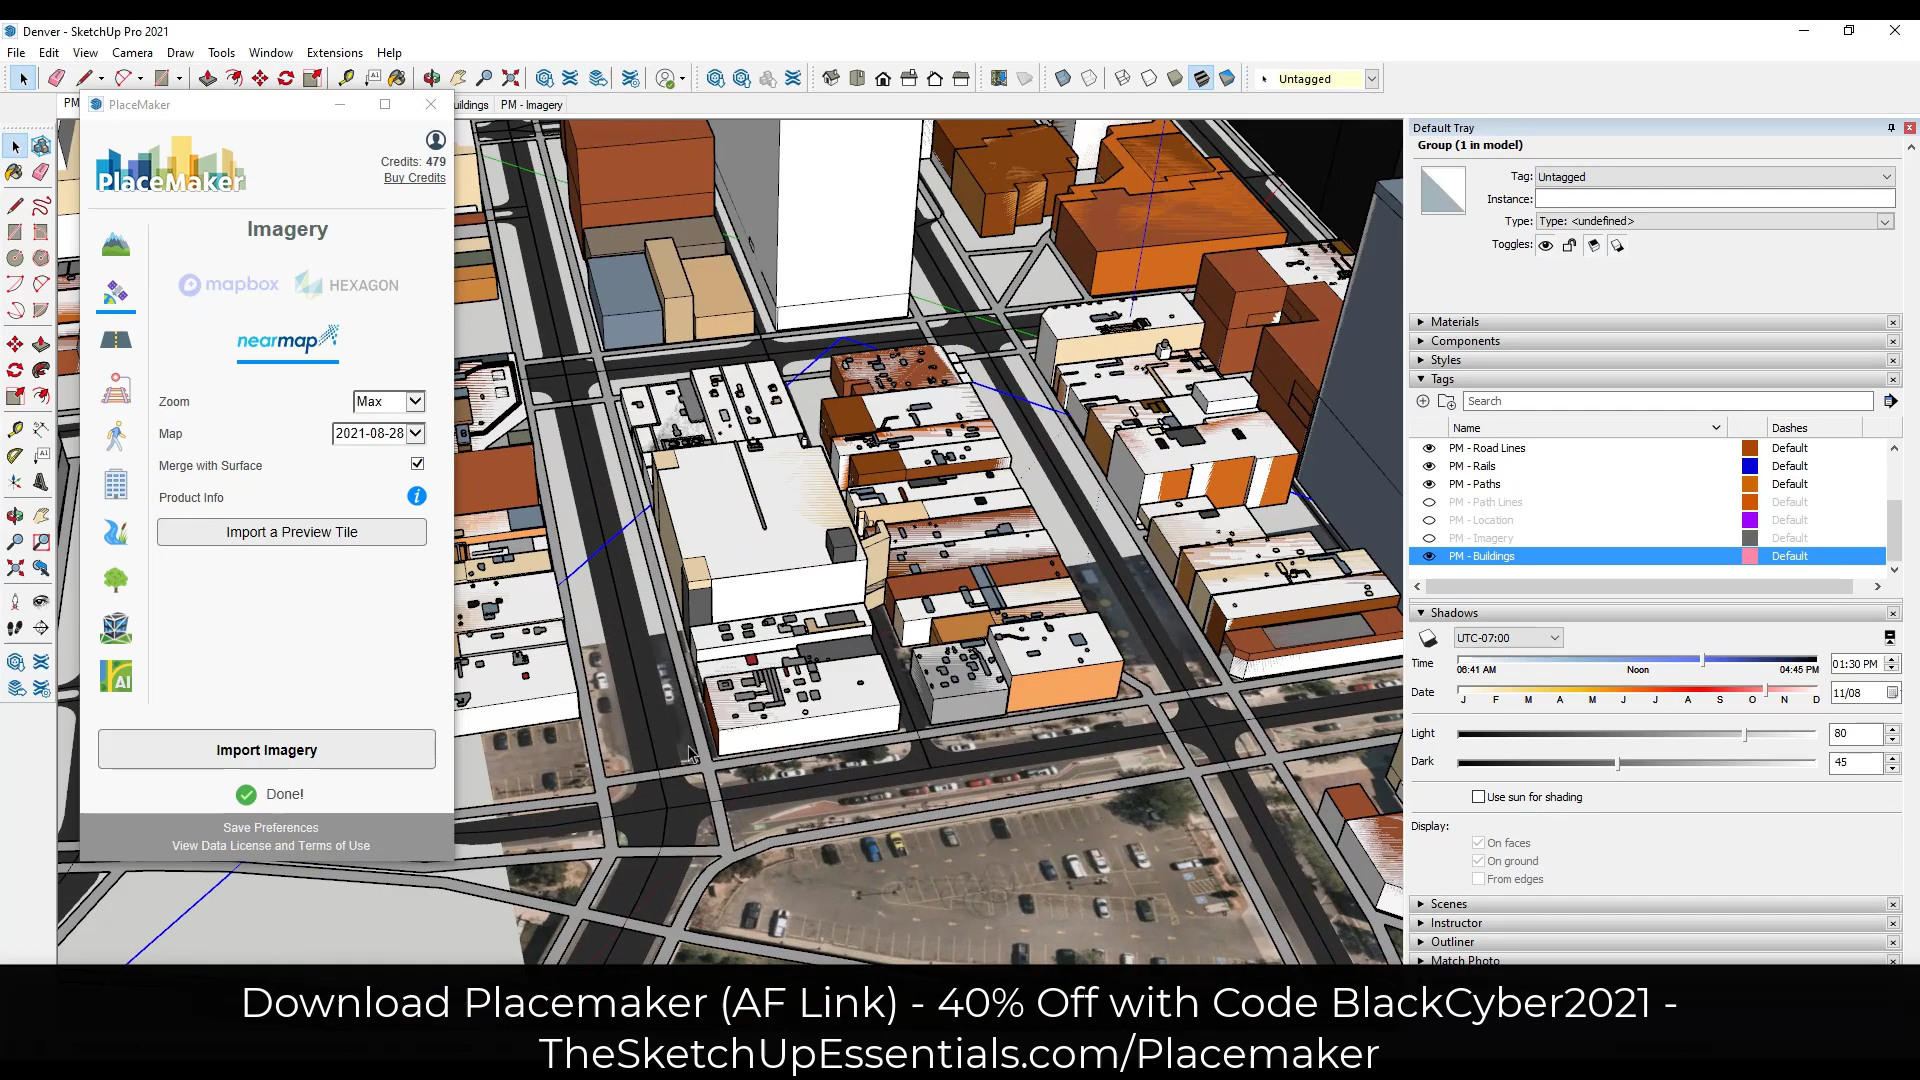 Denver - SketchUp Pro 2021
File Edit View Camera Draw Tools Window Extensions Help
Untagged
PM
PlaceMaker
uildings
PM - Imagery
PlaceMaker
Credits: 479
Buy Credits
Imagery
mapbox
HEXAGON
nearmap
Zoom
Max
Map
2021-08-28
Merge with Surface
Product Info
Import a Preview Tile
AI
Import Imagery
Done!
Save Preferences
View Data License and Terms of Use
Default Tray
Group (1 in model)
Tag: Untagged
Instance:
Type: Type: <undefined>
Toggles:
Materials
Components
Styles
Tags
Search
Name Dashes
PM - Road Lines Default
PM - Rails Default
PM - Paths Default
PM - Path Lines Default
PM - Location Default
PM - Imagery Default
PM - Buildings Default
Shadows
UTC-07:00
Time
06:41 AM Noon 04:45 PM
01:30 PM
Date
J F M A M J J A S O N D
11/08
Light 80
Dark 45
Use sun for shading
Display:
On faces
On ground
From edges
Scenes
Instructor
Outliner
Match Photo
Download Placemaker (AF Link) - 40% Off with Code BlackCyber2021 -
TheSketchUpEssentials.com/Placemaker